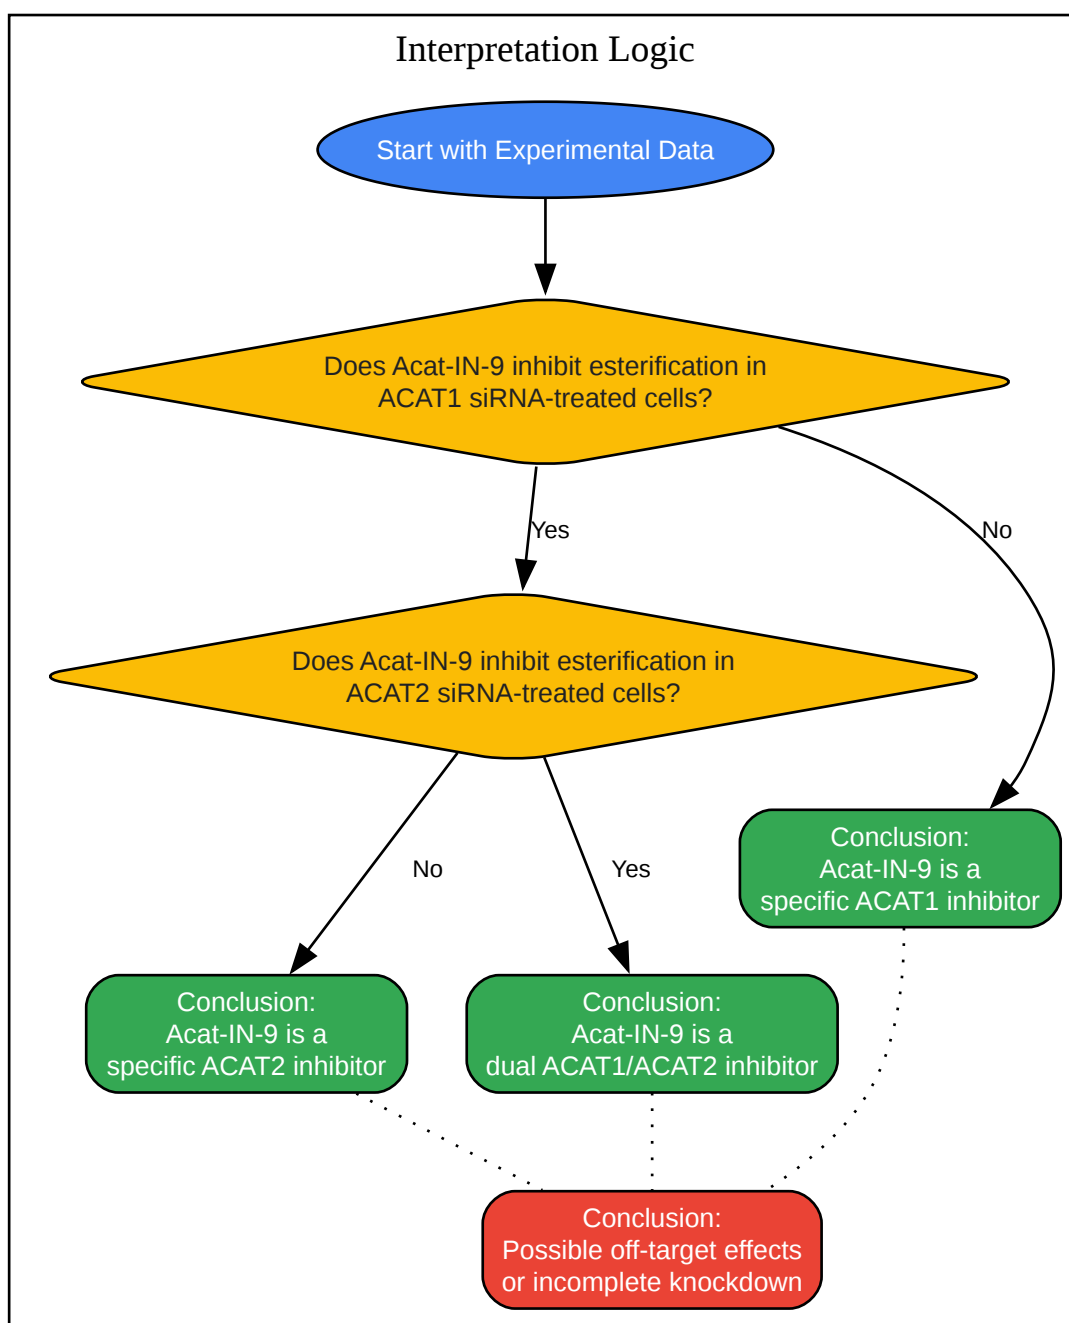 Interpretation Logic
Start with Experimental Data
Does Acat-IN-9 inhibit esterification in
ACAT1 siRNA-treated cells?
Yes
No
Does Acat-IN-9 inhibit esterification in
ACAT2 siRNA-treated cells?
No
Yes
Conclusion:
Acat-IN-9 is a
specific ACAT1 inhibitor
Conclusion:
Acat-IN-9 is a
specific ACAT2 inhibitor
Conclusion:
Acat-IN-9 is a
dual ACAT1/ACAT2 inhibitor
Conclusion:
Possible off-target effects
or incomplete knockdown